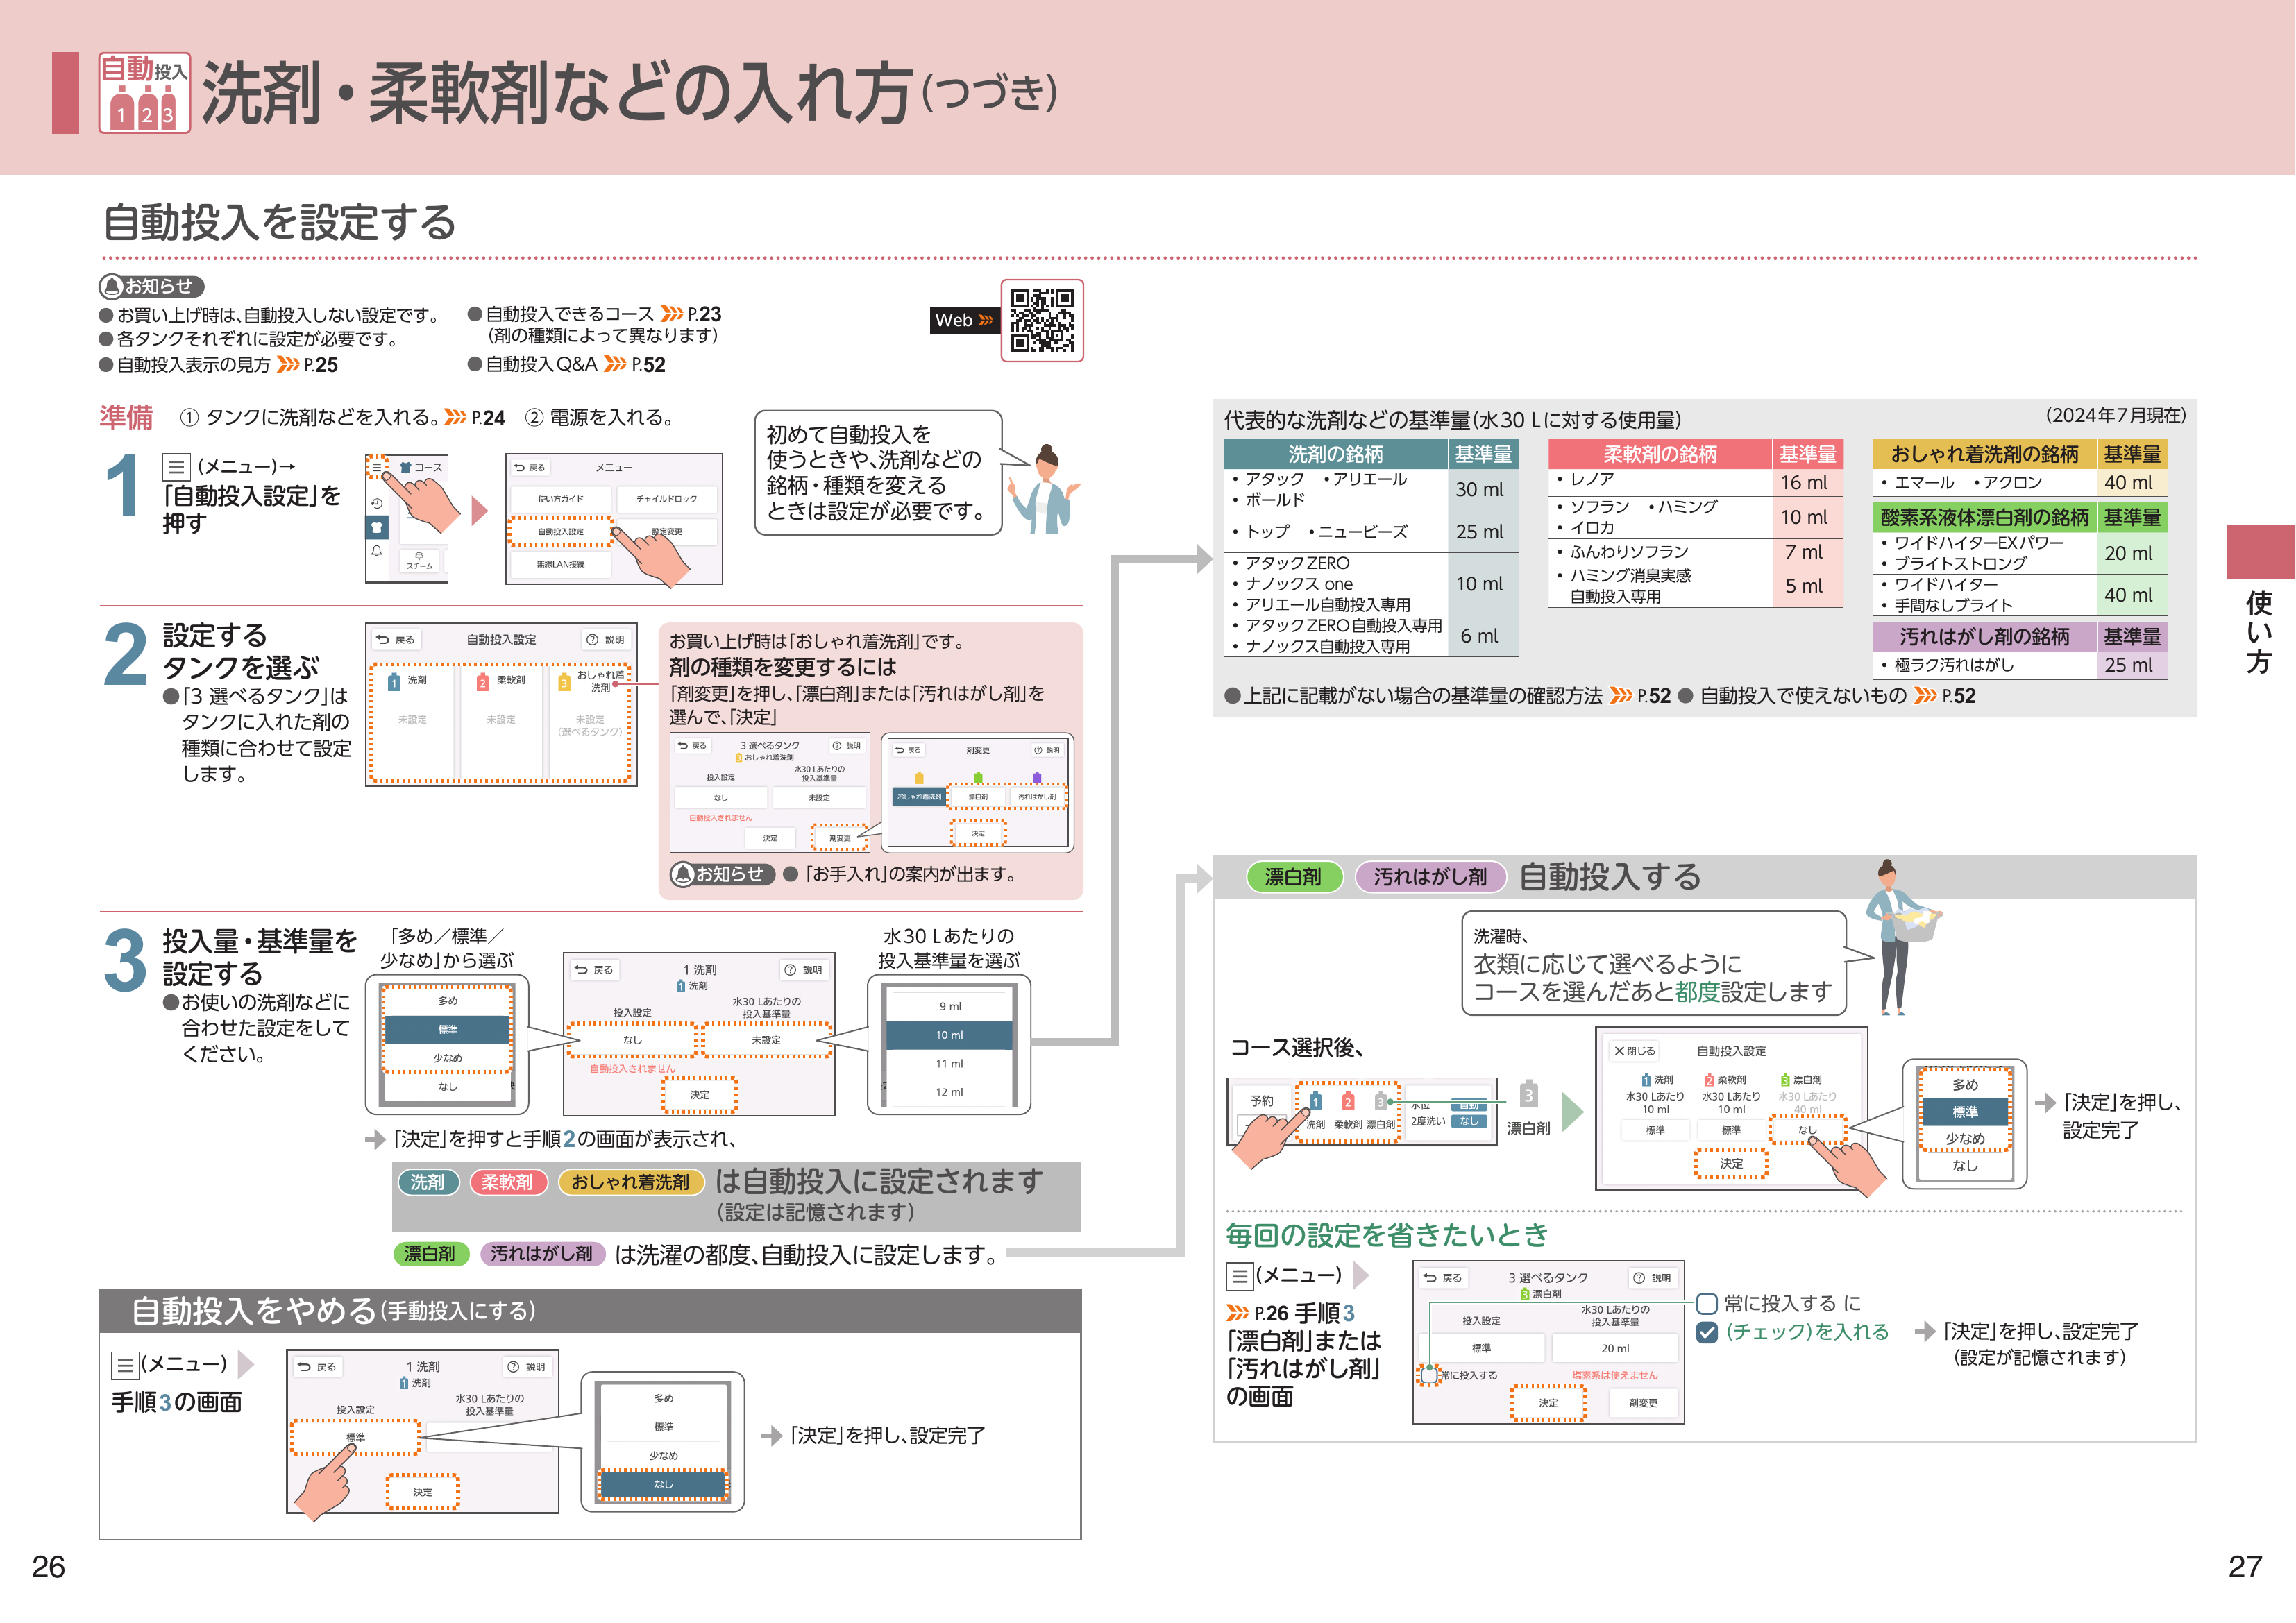 自動投入
1 2 3
洗剤・柔軟剤などの入れ方(つづき)
自動投入を設定する
お知らせ
●お買い上げ時は、自動投入しない設定です。
●各タンクそれぞれに設定が必要です。
●自動投入表示の見方 P.25
●自動投入できるコース P.23
(剤の種類によって異なります)
●自動投入Q&A P.52
Web
準備 ① タンクに洗剤などを入れる。 P.24 ② 電源を入れる。
初めて自動投入を
使うときや、洗剤などの
銘柄・種類を変える
ときは設定が必要です。
1
(メニュー)→
「自動投入設定」を
押す
コース
スチーム
戻る メニュー
使い方ガイド チャイルドロック
自動投入設定 設定変更
無線LAN接続
2
設定する
タンクを選ぶ
●「3 選べるタンク」は
タンクに入れた剤の
種類に合わせて設定
します。
戻る 自動投入設定 説明
1 洗剤 2 柔軟剤 3 おしゃれ着
洗剤
未設定 未設定 未設定
(選べるタンク)
お買い上げ時は「おしゃれ着洗剤」です。
剤の種類を変更するには
「剤変更」を押し、「漂白剤」または「汚れはがし剤」を
選んで、「決定」
戻る 3 選べるタンク 説明
3 おしゃれ着洗剤
投入設定 水30 Lあたりの
投入基準量
なし 未設定
自動投入されません
決定 剤変更
戻る 剤変更 説明
おしゃれ着洗剤 漂白剤 汚れはがし剤
決定
お知らせ ●「お手入れ」の案内が出ます。
3
投入量・基準量を
設定する
●お使いの洗剤などに
合わせた設定をして
ください。
「多め／標準／
少なめ」から選ぶ
多め
標準
少なめ
なし
戻る 1 洗剤 説明
1 洗剤
投入設定 水30 Lあたりの
投入基準量
なし 未設定
自動投入されません
決定
水30 Lあたりの
投入基準量を選ぶ
9 ml
10 ml
11 ml
12 ml
「決定」を押すと手順2の画面が表示され、
洗剤 柔軟剤 おしゃれ着洗剤 は自動投入に設定されます
(設定は記憶されます)
漂白剤 汚れはがし剤 は洗濯の都度、自動投入に設定します。
自動投入をやめる(手動投入にする)
(メニュー)
手順3の画面
戻る 1 洗剤 説明
1 洗剤
投入設定 水30 Lあたりの
投入基準量
標準
決定
多め
標準
少なめ
なし
「決定」を押し、設定完了
26
代表的な洗剤などの基準量(水30 Lに対する使用量)
(2024年7月現在)
洗剤の銘柄 基準量
・アタック ・アリエール
・ボールド
30 ml
・トップ ・ニュービーズ 25 ml
・アタックZERO
・ナノックス one
・アリエール自動投入専用
10 ml
・アタックZERO自動投入専用
・ナノックス自動投入専用
6 ml
柔軟剤の銘柄 基準量
・レノア 16 ml
・ソフラン ・ハミング
・イロカ
10 ml
・ふんわりソフラン 7 ml
・ハミング消臭実感
自動投入専用
5 ml
おしゃれ着洗剤の銘柄 基準量
・エマール ・アクロン 40 ml
酸素系液体漂白剤の銘柄 基準量
・ワイドハイターEXパワー
・ブライトストロング
20 ml
・ワイドハイター
・手間なしブライト
40 ml
汚れはがし剤の銘柄 基準量
・極ラク汚れはがし 25 ml
●上記に記載がない場合の基準量の確認方法 P.52 ●自動投入で使えないもの P.52
使い方
漂白剤 汚れはがし剤 自動投入する
洗濯時、
衣類に応じて選べるように
コースを選んだあと都度設定します
コース選択後、
予約
1 2 3
洗剤 柔軟剤 漂白剤
水位 自動
2度洗い なし
3
漂白剤
閉じる 自動投入設定
1 洗剤 2 柔軟剤 3 漂白剤
水30 Lあたり 水30 Lあたり 水30 Lあたり
10 ml 10 ml 40 ml
標準 標準 なし
決定
多め
標準
少なめ
なし
「決定」を押し、
設定完了
毎回の設定を省きたいとき
(メニュー)
P.26 手順3
「漂白剤」または
「汚れはがし剤」
の画面
戻る 3 選べるタンク 説明
3 漂白剤
投入設定 水30 Lあたりの
投入基準量
標準 20 ml
常に投入する 塩素系は使えません
決定 剤変更
常に投入する に
(チェック)を入れる
「決定」を押し、設定完了
(設定が記憶されます)
27